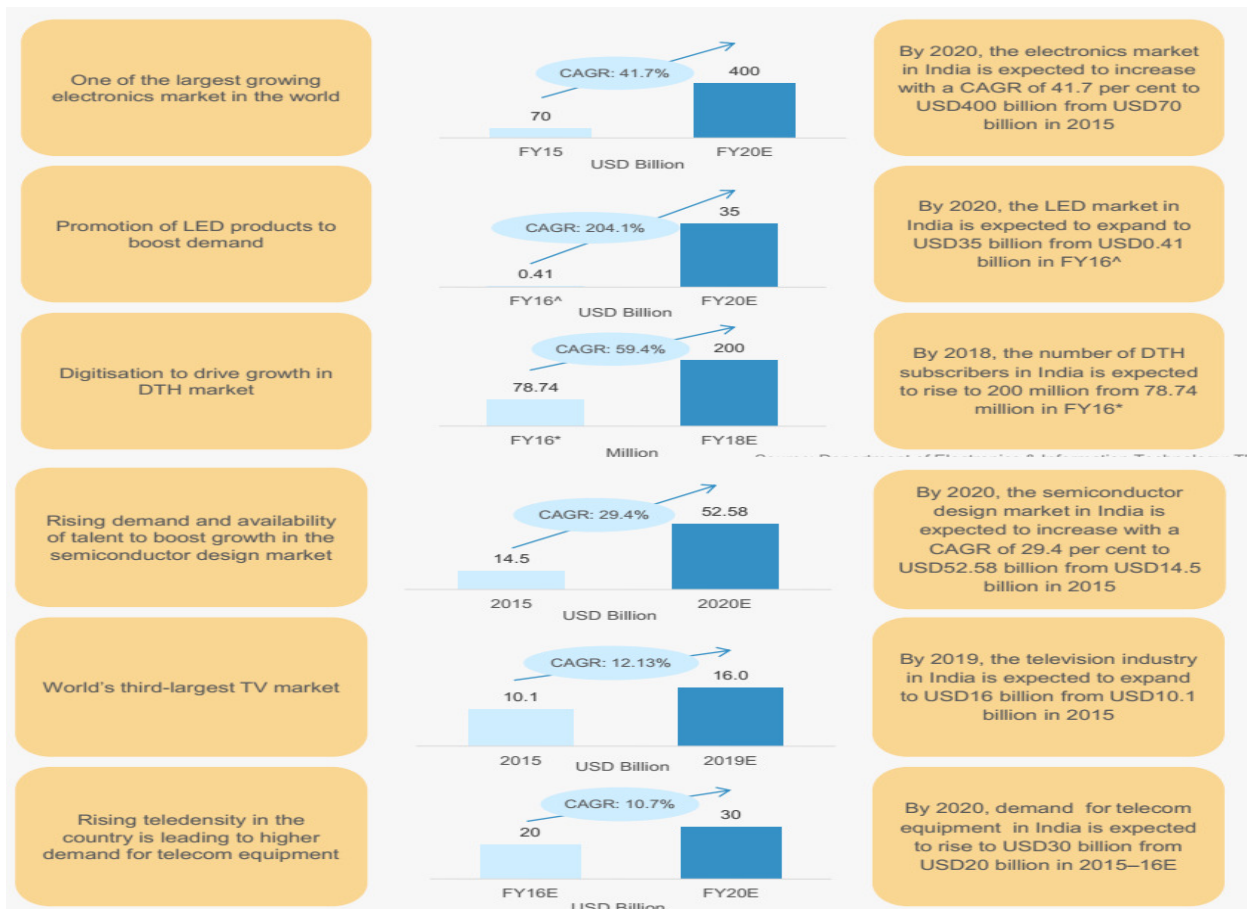 One of the largest growing
electronics market in the world
CAGR: 41.7%
400
70
FY15
FY20E
USD Billion
By 2020, the electronics market
in India is expected to increase
with a CAGR of 41.7 per cent to
USD400 billion from USD70
billion in 2015
Promotion of LED products to
boost demand
CAGR: 204.1%
35
0.41
FY16^
FY20E
USD Billion
By 2020, the LED market in
India is expected to expand to
USD35 billion from USD0.41
billion in FY16^
Digitisation to drive growth in
DTH market
CAGR: 59.4%
200
78.74
FY16*
FY18E
Million
By 2018, the number of DTH
subscribers in India is expected
to rise to 200 million from 78.74
million in FY16*
Source: Department of Electronics & Information Technology
Rising demand and availability
of talent to boost growth in the
semiconductor design market
CAGR: 29.4%
52.58
14.5
2015
2020E
USD Billion
By 2020, the semiconductor
design market in India is
expected to increase with a
CAGR of 29.4 per cent to
USD52.58 billion from USD14.5
billion in 2015
World's third-largest TV market
CAGR: 12.13%
16.0
10.1
2015
2019E
USD Billion
By 2019, the television industry
in India is expected to expand
to USD16 billion from USD10.1
billion in 2015
Rising teledensity in the
country is leading to higher
demand for telecom equipment
CAGR: 10.7%
30
20
FY16E
FY20E
USD Billion
By 2020, demand for telecom
equipment in India is expected
to rise to USD30 billion from
USD20 billion in 2015–16E